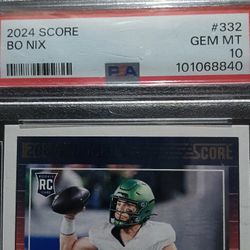 2024 SCORE #332
BO NIX GEM MT
PSA 10
101068840
SCORE
RC